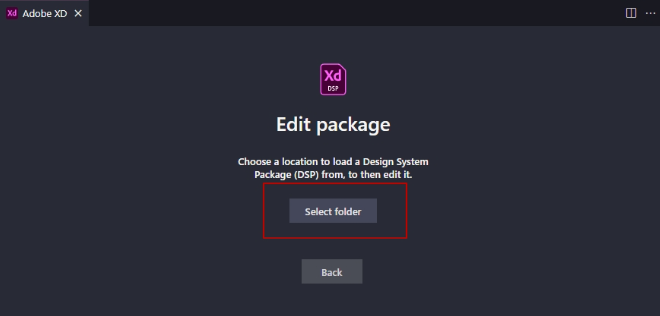 Xd Adobe XD
Xd
DSP
Edit package
Choose a location to load a Design System
Package (DSP) from, to then edit it.
Select folder
Back